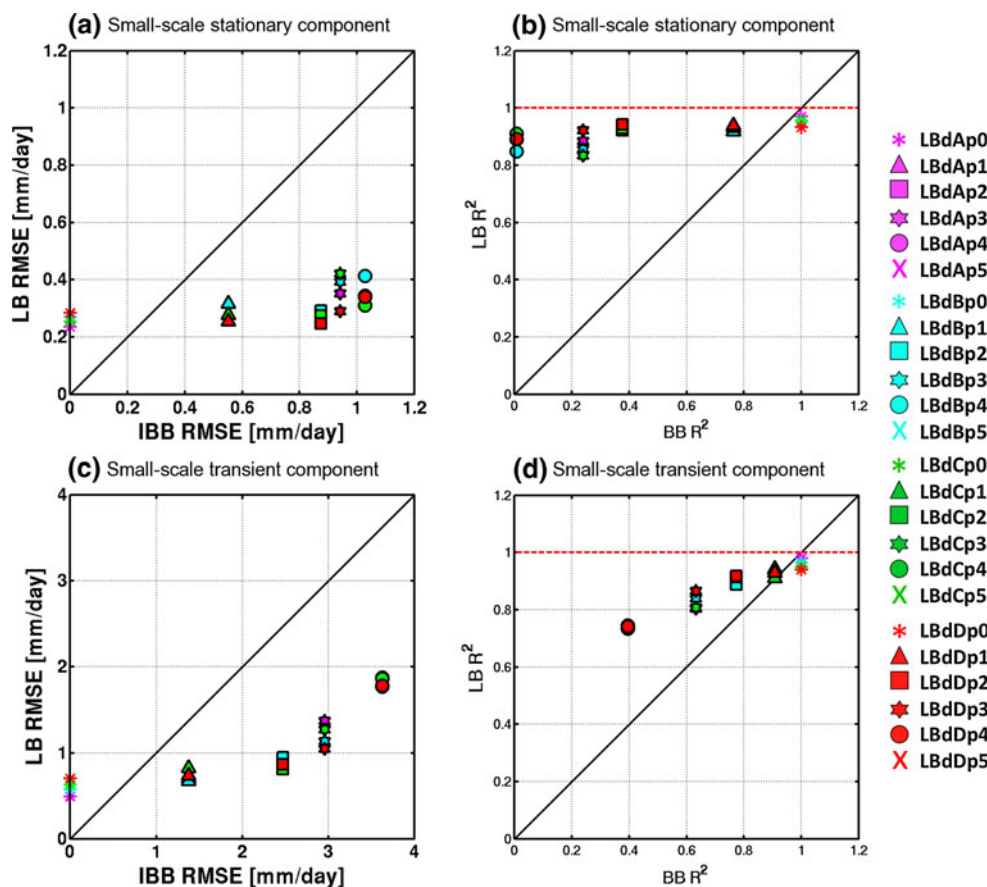 (a) Small-scale stationary component
1.2
1
0.8
0.6
0.4
0.2
0
LB RMSE [mm/day]
0 0.2 0.4 0.6 0.8 1 1.2
IBB RMSE [mm/day]
(b) Small-scale stationary component
1.2
1
0.8
0.6
0.4
0.2
0
LB R²
0 0.2 0.4 0.6 0.8 1 1.2
BB R²
(c) Small-scale transient component
4
3
2
1
0
LB RMSE [mm/day]
0 1 2 3 4
IBB RMSE [mm/day]
(d) Small-scale transient component
1.2
1
0.8
0.6
0.4
0.2
0
LB R²
0 0.2 0.4 0.6 0.8 1 1.2
BB R²
LBdAp0
LBdAp1
LBdAp2
LBdAp3
LBdAp4
LBdAp5
LBdBp0
LBdBp1
LBdBp2
LBdBp3
LBdBp4
LBdBp5
LBdCp0
LBdCp1
LBdCp2
LBdCp3
LBdCp4
LBdCp5
LBdDp0
LBdDp1
LBdDp2
LBdDp3
LBdDp4
LBdDp5